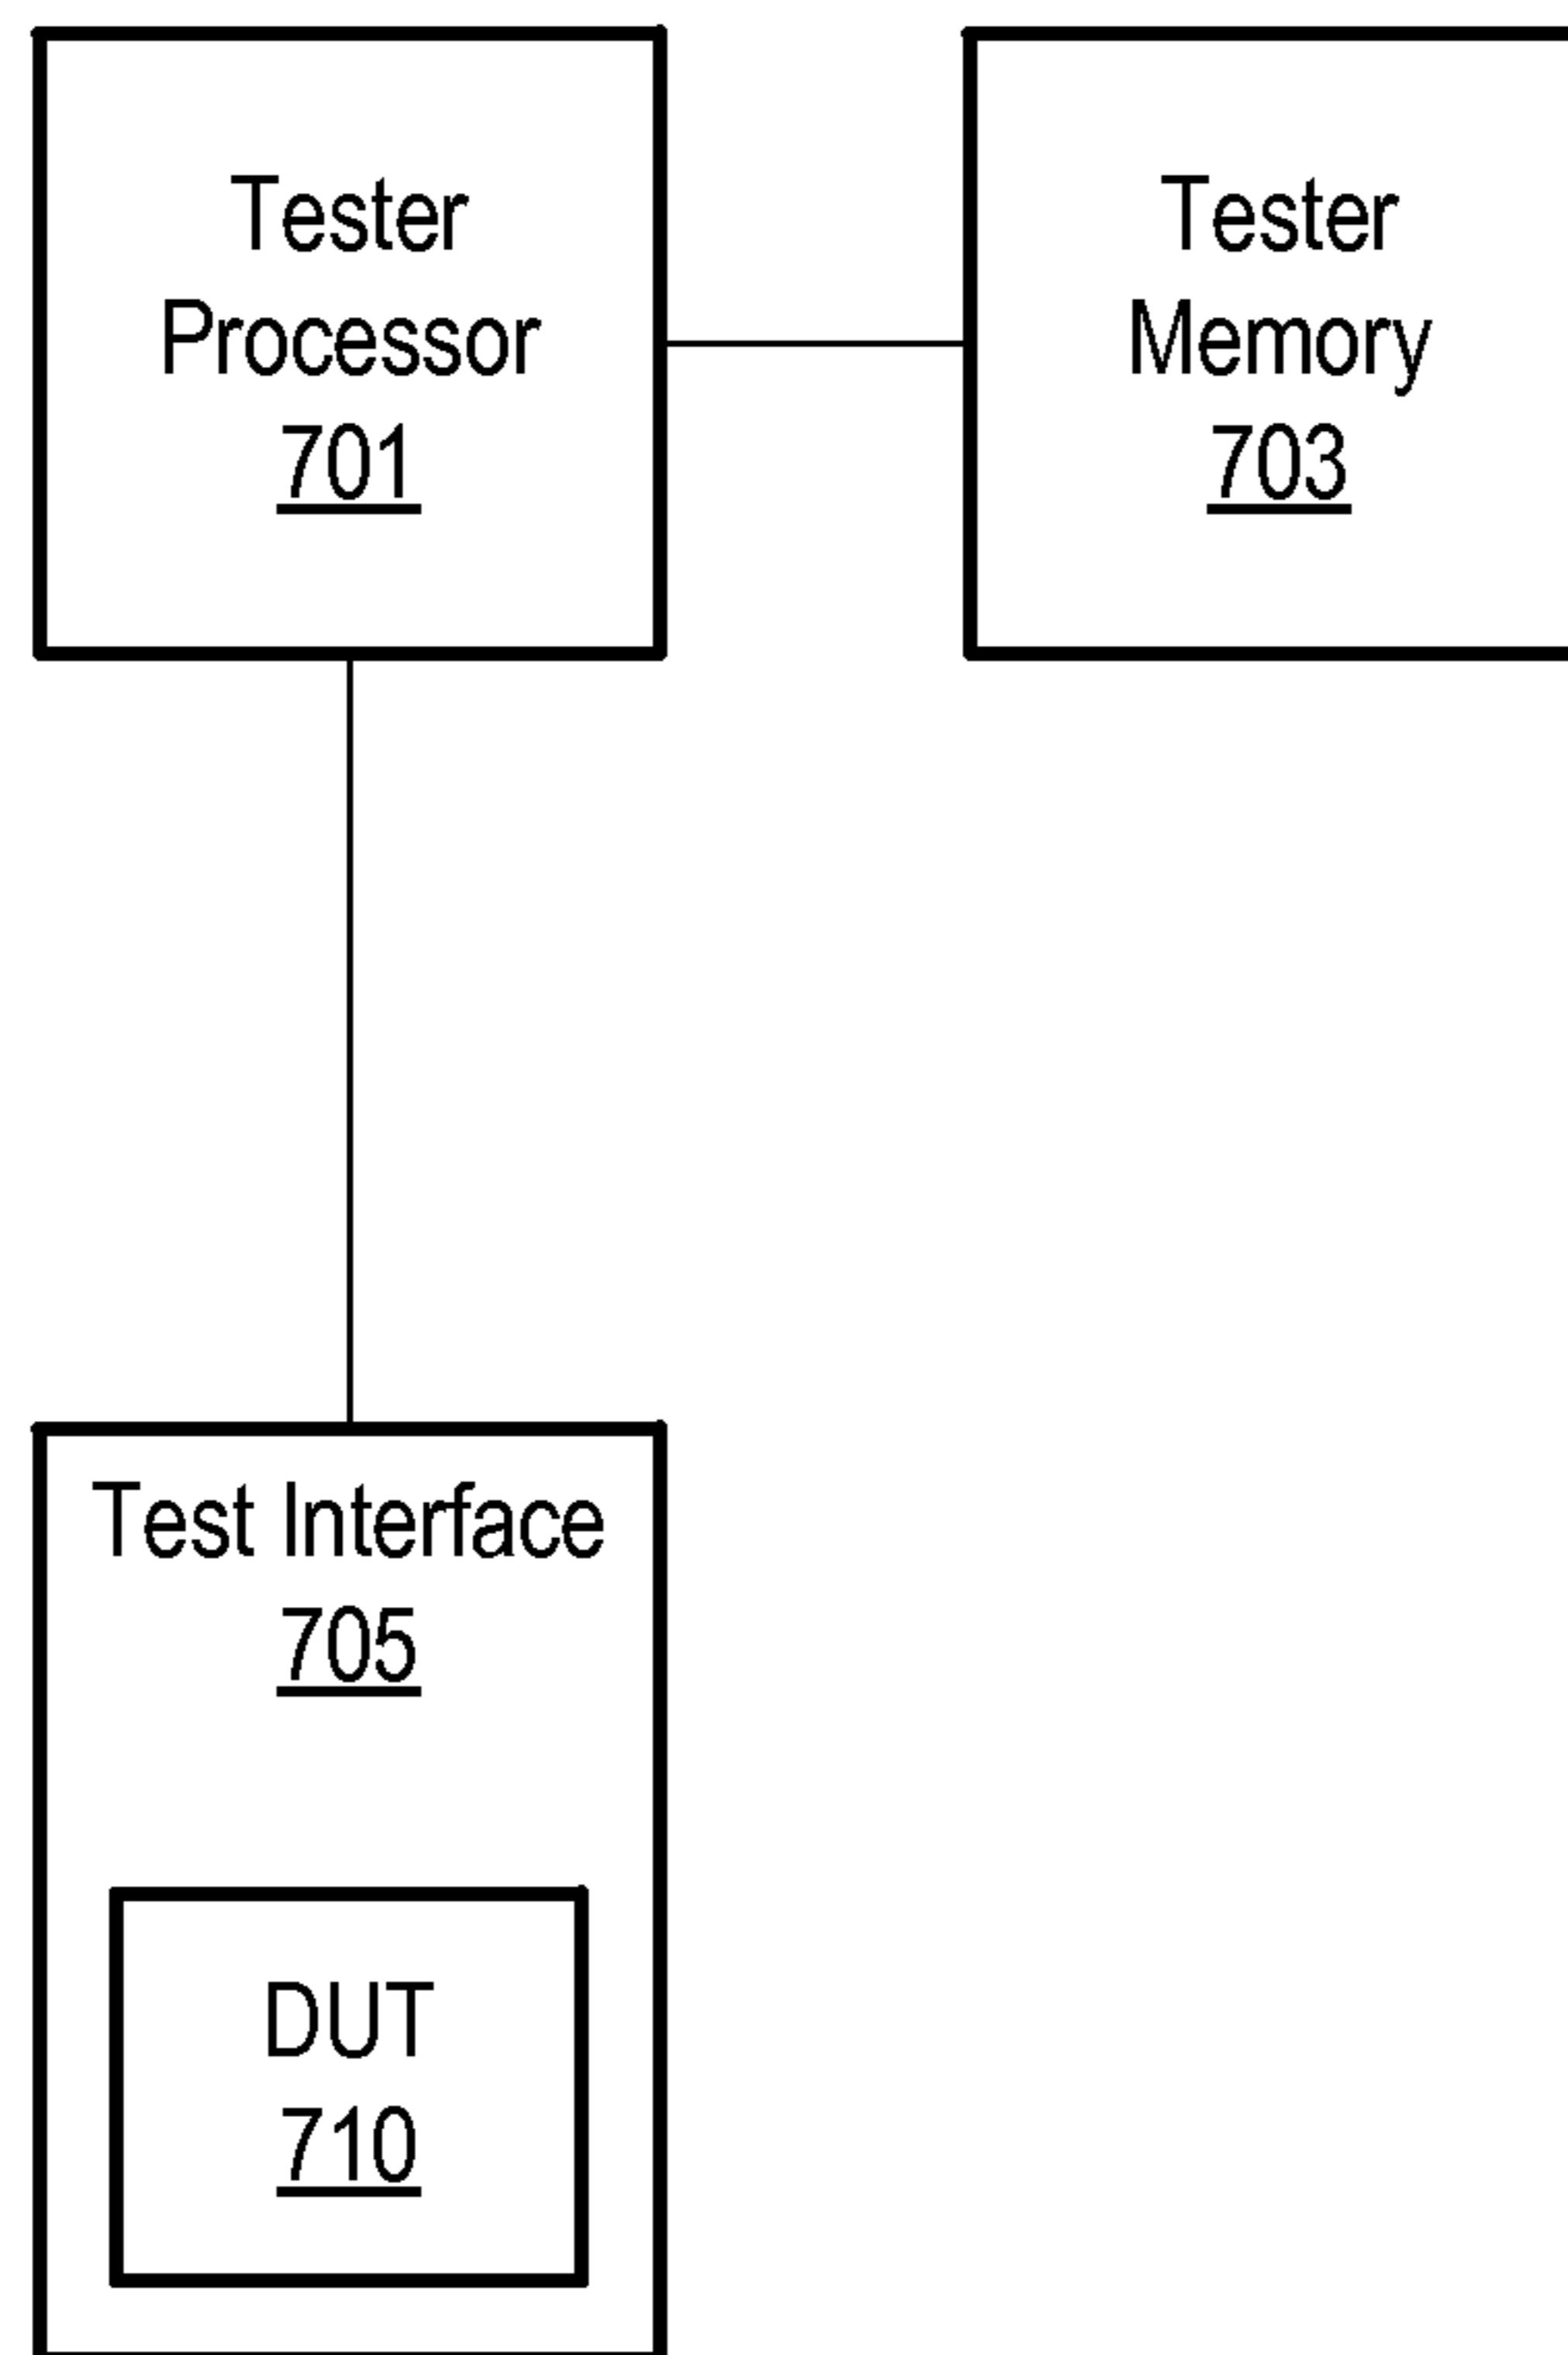 Tester
Processor
701
Tester
Memory
703
Test Interface
705
DUT
710